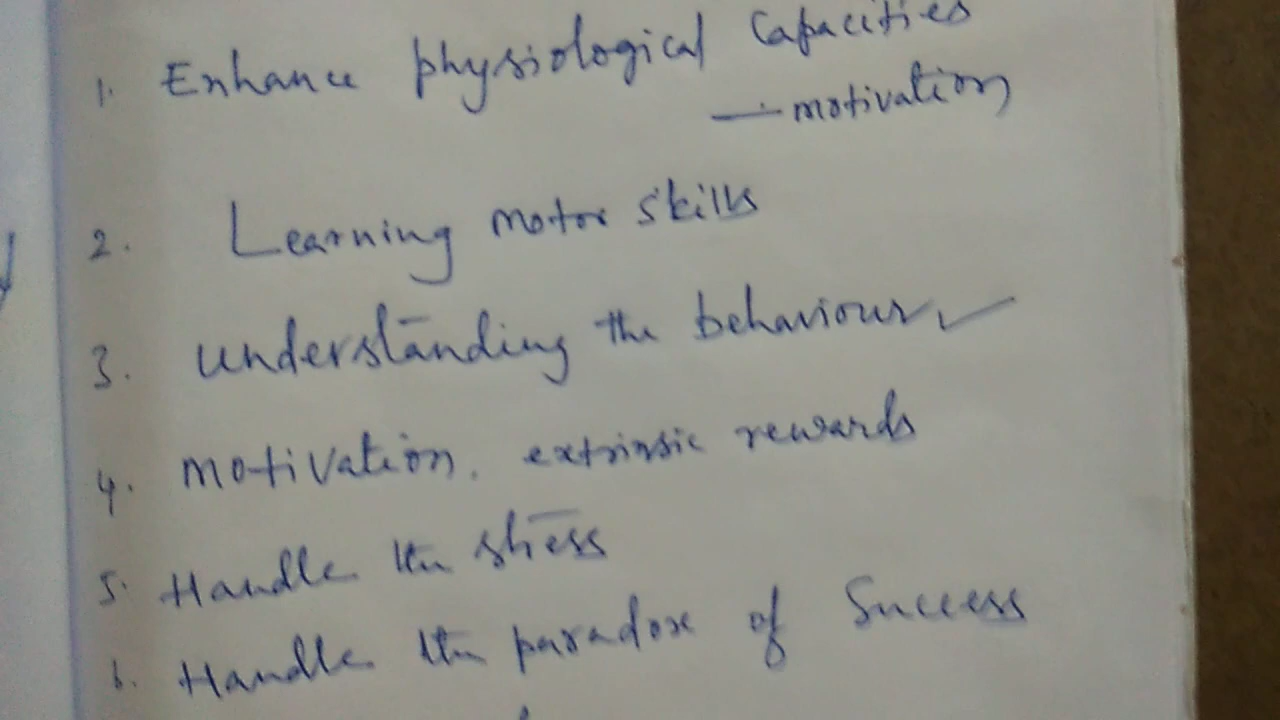 1. Enhance physiological Capacities
— motivation
2. Learning motor skills
3. understanding the behaviour ✓
4. motivation. extrinsic rewards
5. Handle the stress
6. Handle the paradox of Success